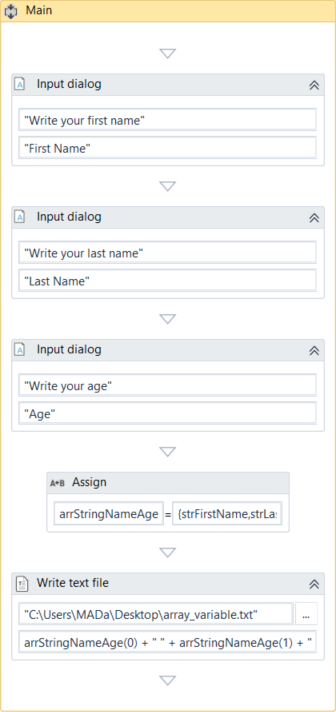 Main
Input dialog
"Write your first name"
"First Name"
Input dialog
"Write your last name"
"Last Name"
Input dialog
"Write your age"
"Age"
A+B Assign
arrStringNameAge = {strFirstName,strLa
Write text file
"C:\Users\MADa\Desktop\array_variable.txt" ...
arrStringNameAge(0) + " " + arrStringNameAge(1) + "